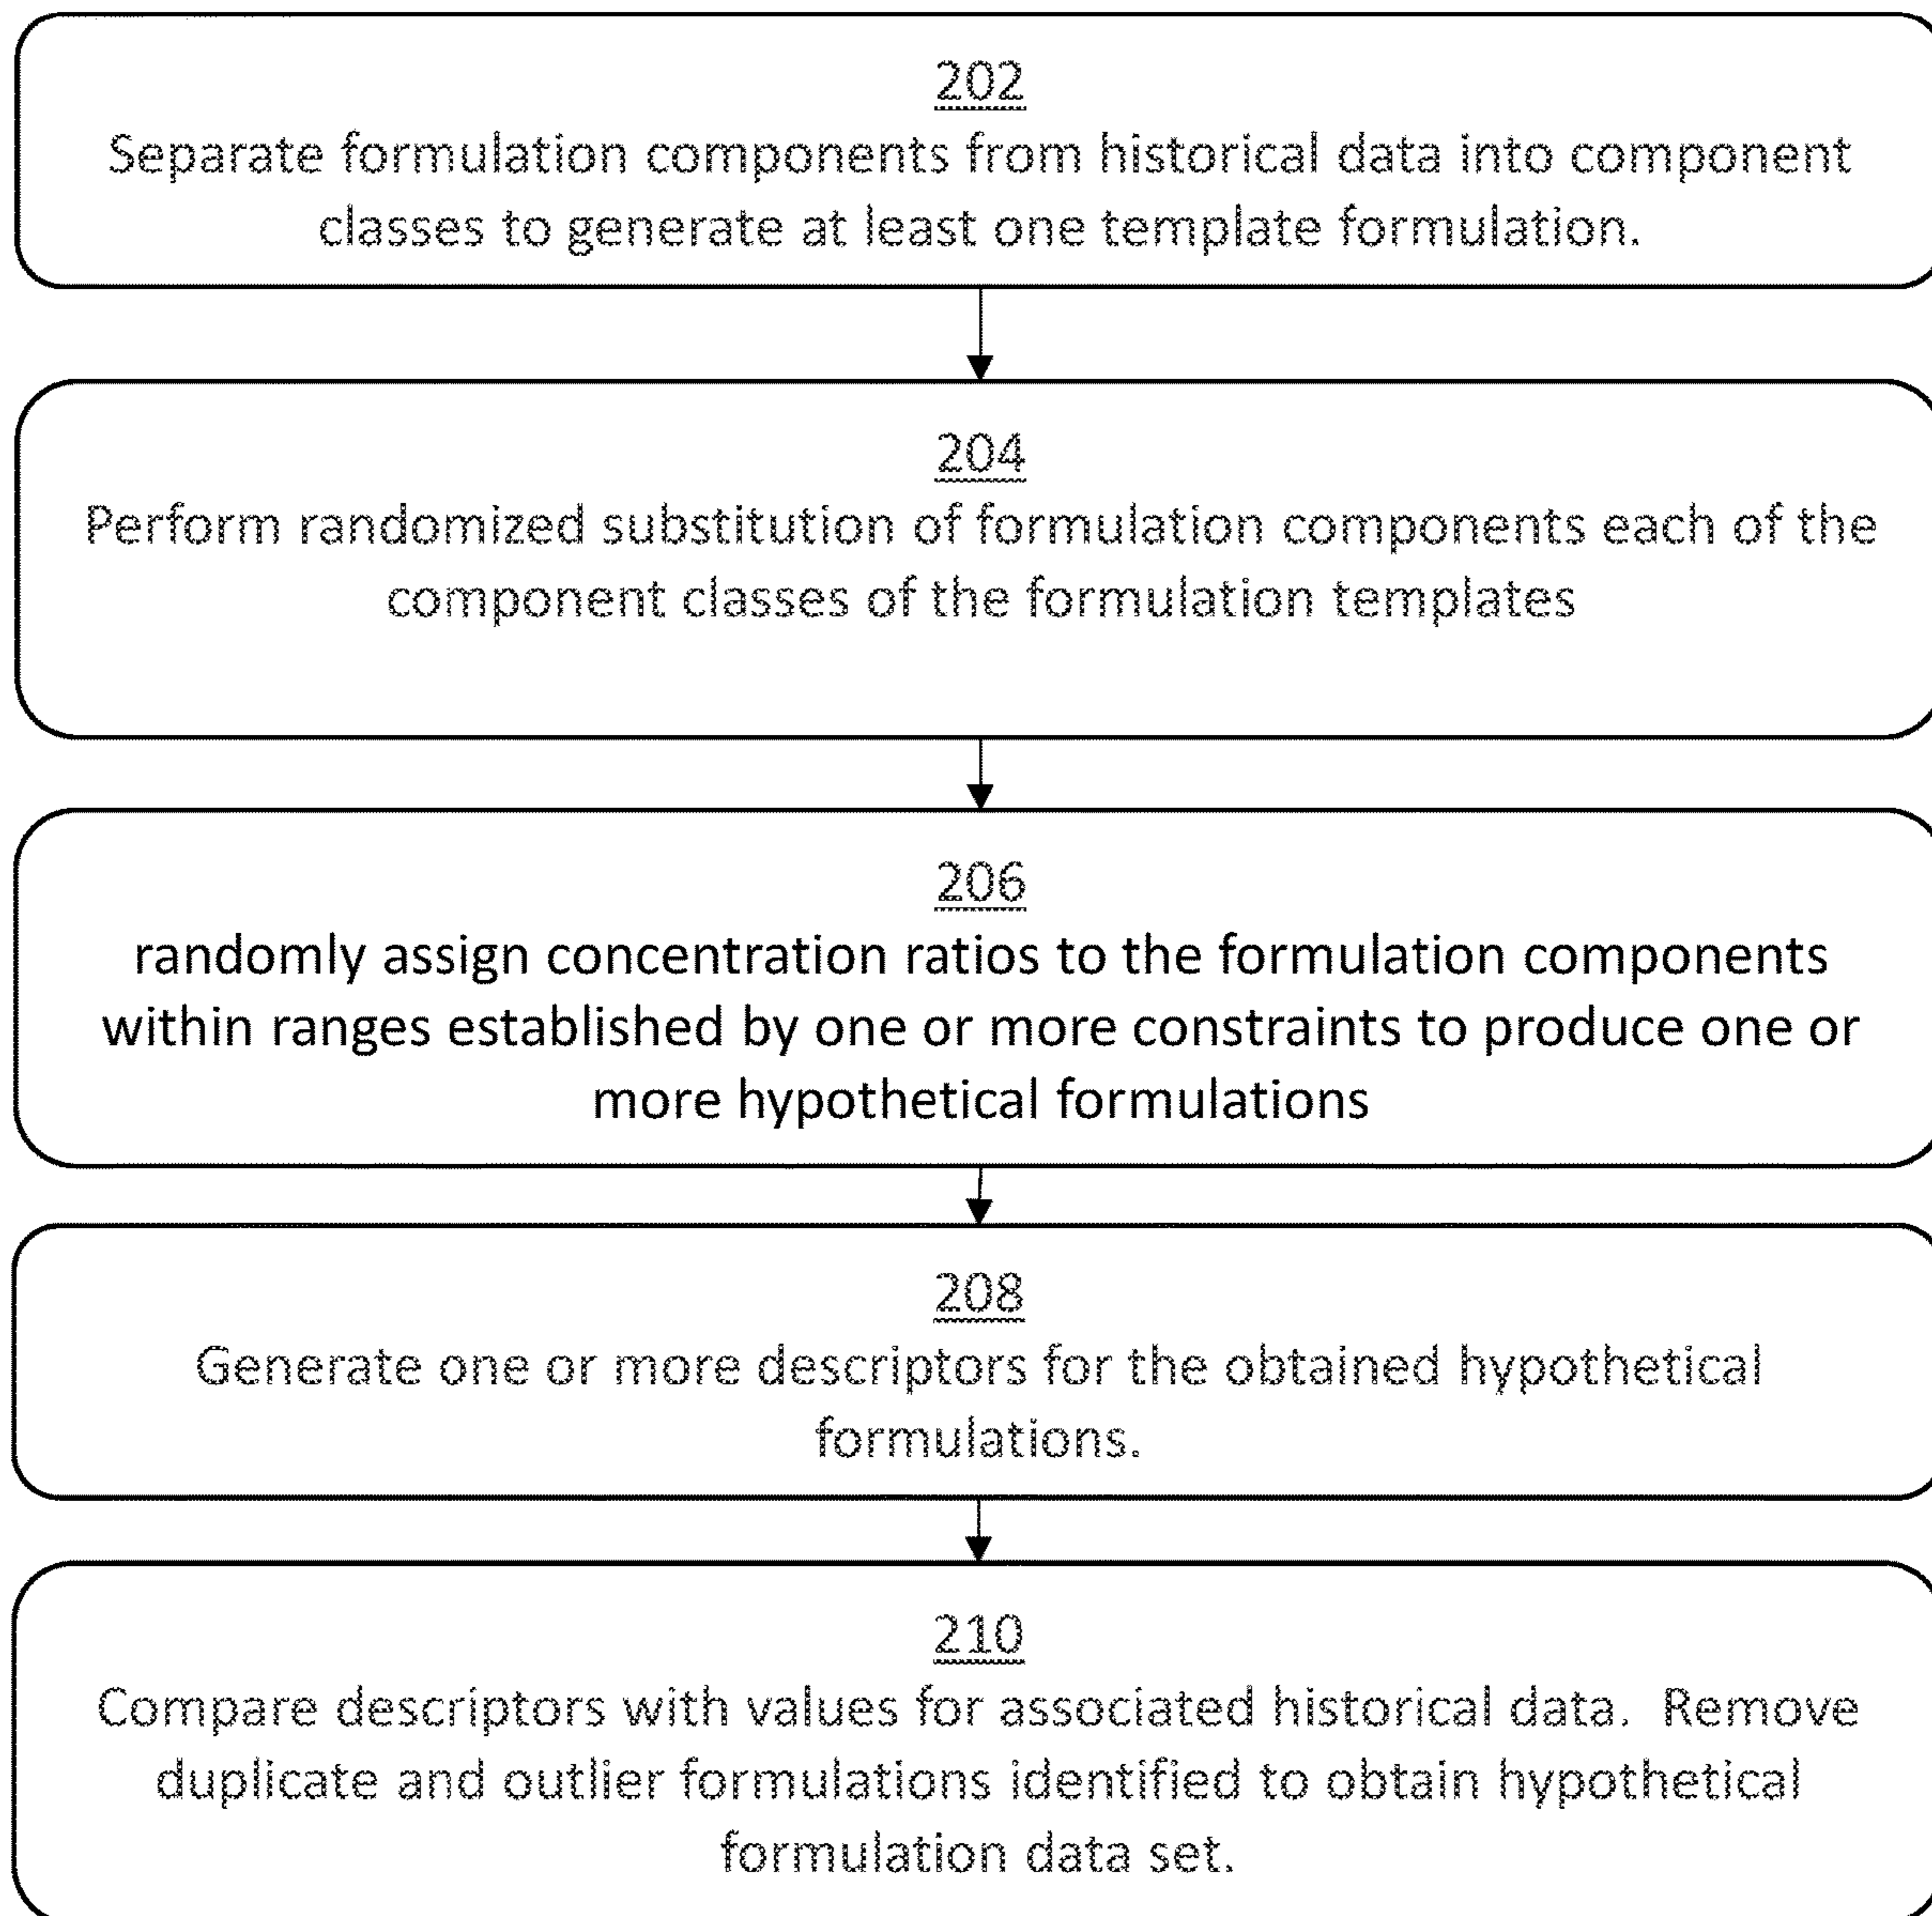 202
Separate formulation components from historical data into component
classes to generate at least one template formulation.
204
Perform randomized substitution of formulation components each of the
component classes of the formulation templates
206
randomly assign concentration ratios to the formulation components
within ranges established by one or more constraints to produce one or
more hypothetical formulations
208
Generate one or more descriptors for the obtained hypothetical
formulations.
210
Compare descriptors with values for associated historical data.  Remove
duplicate and outlier formulations identified to obtain hypothetical
formulation data set.